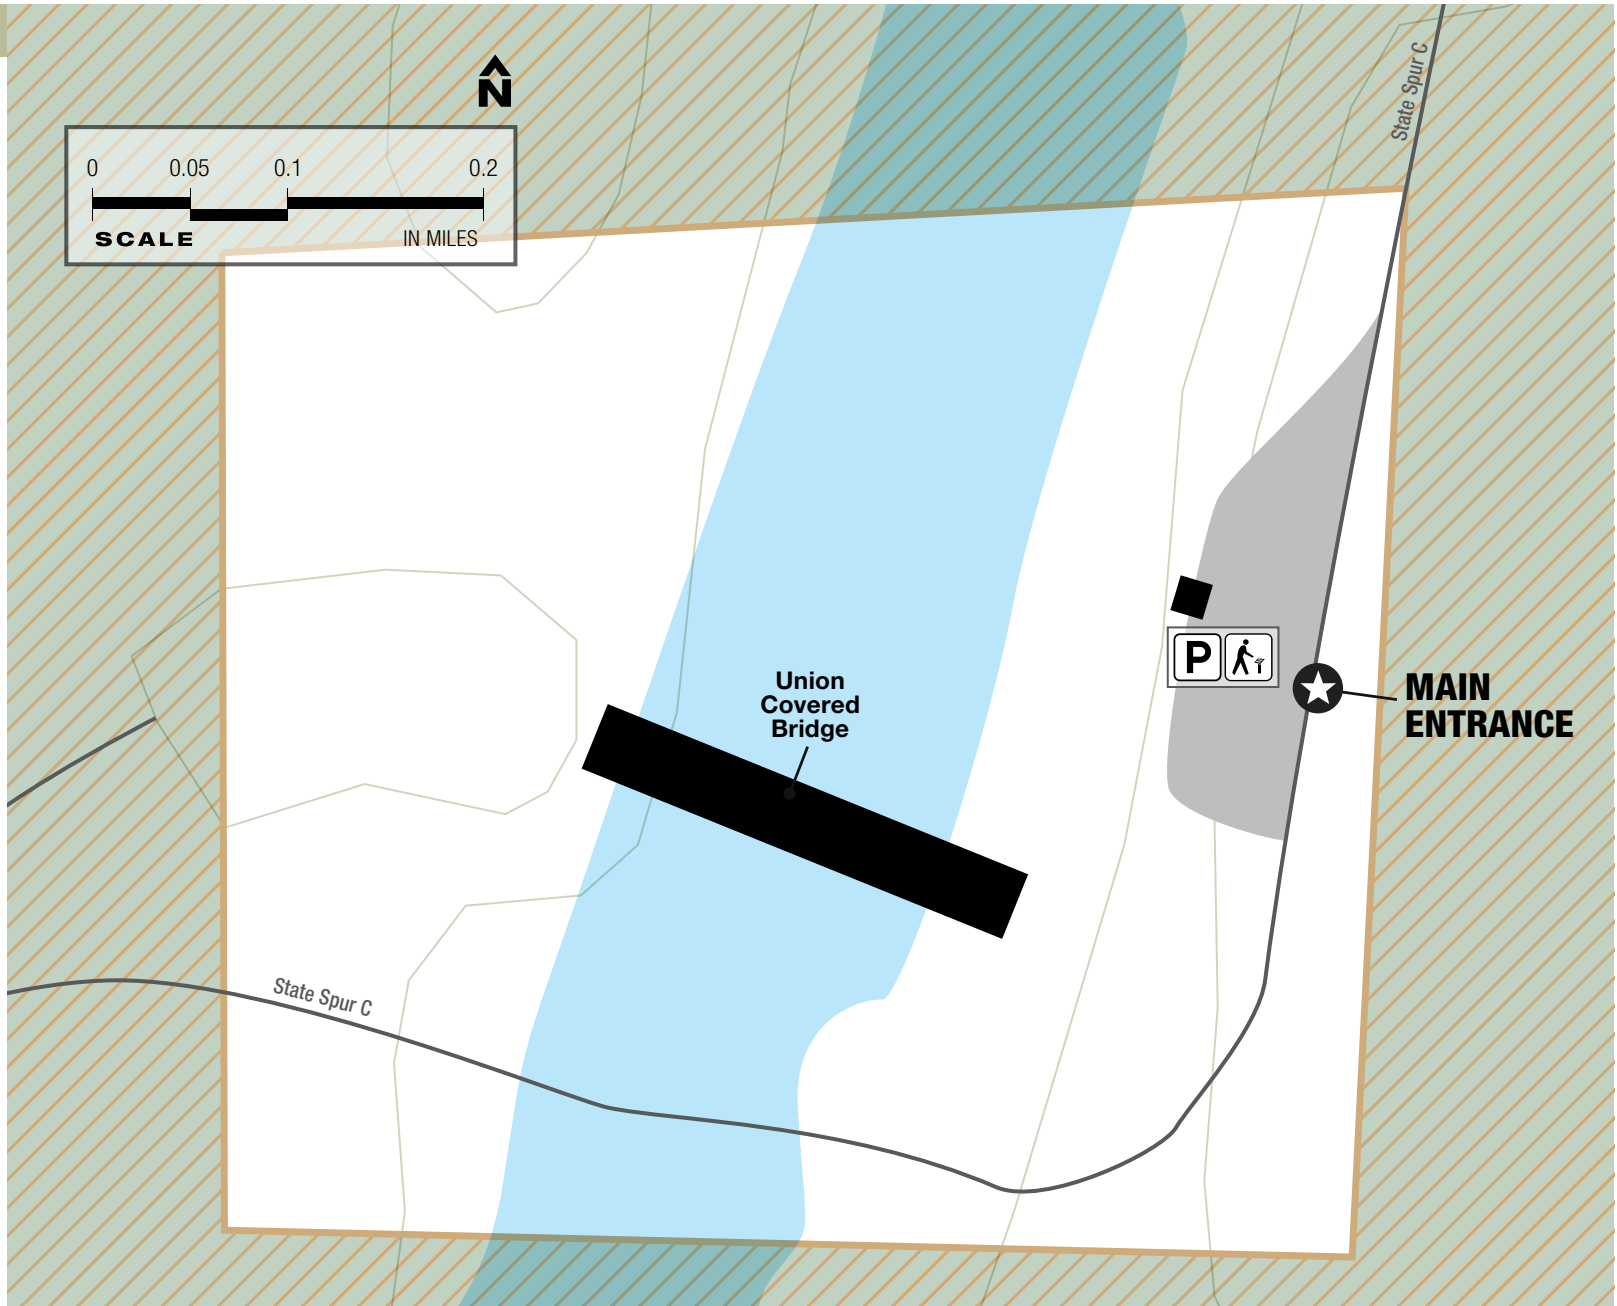 State Spur C
N
0 0.05 0.1 0.2
SCALE IN MILES
P
Union
Covered
Bridge
MAIN
ENTRANCE
State Spur C